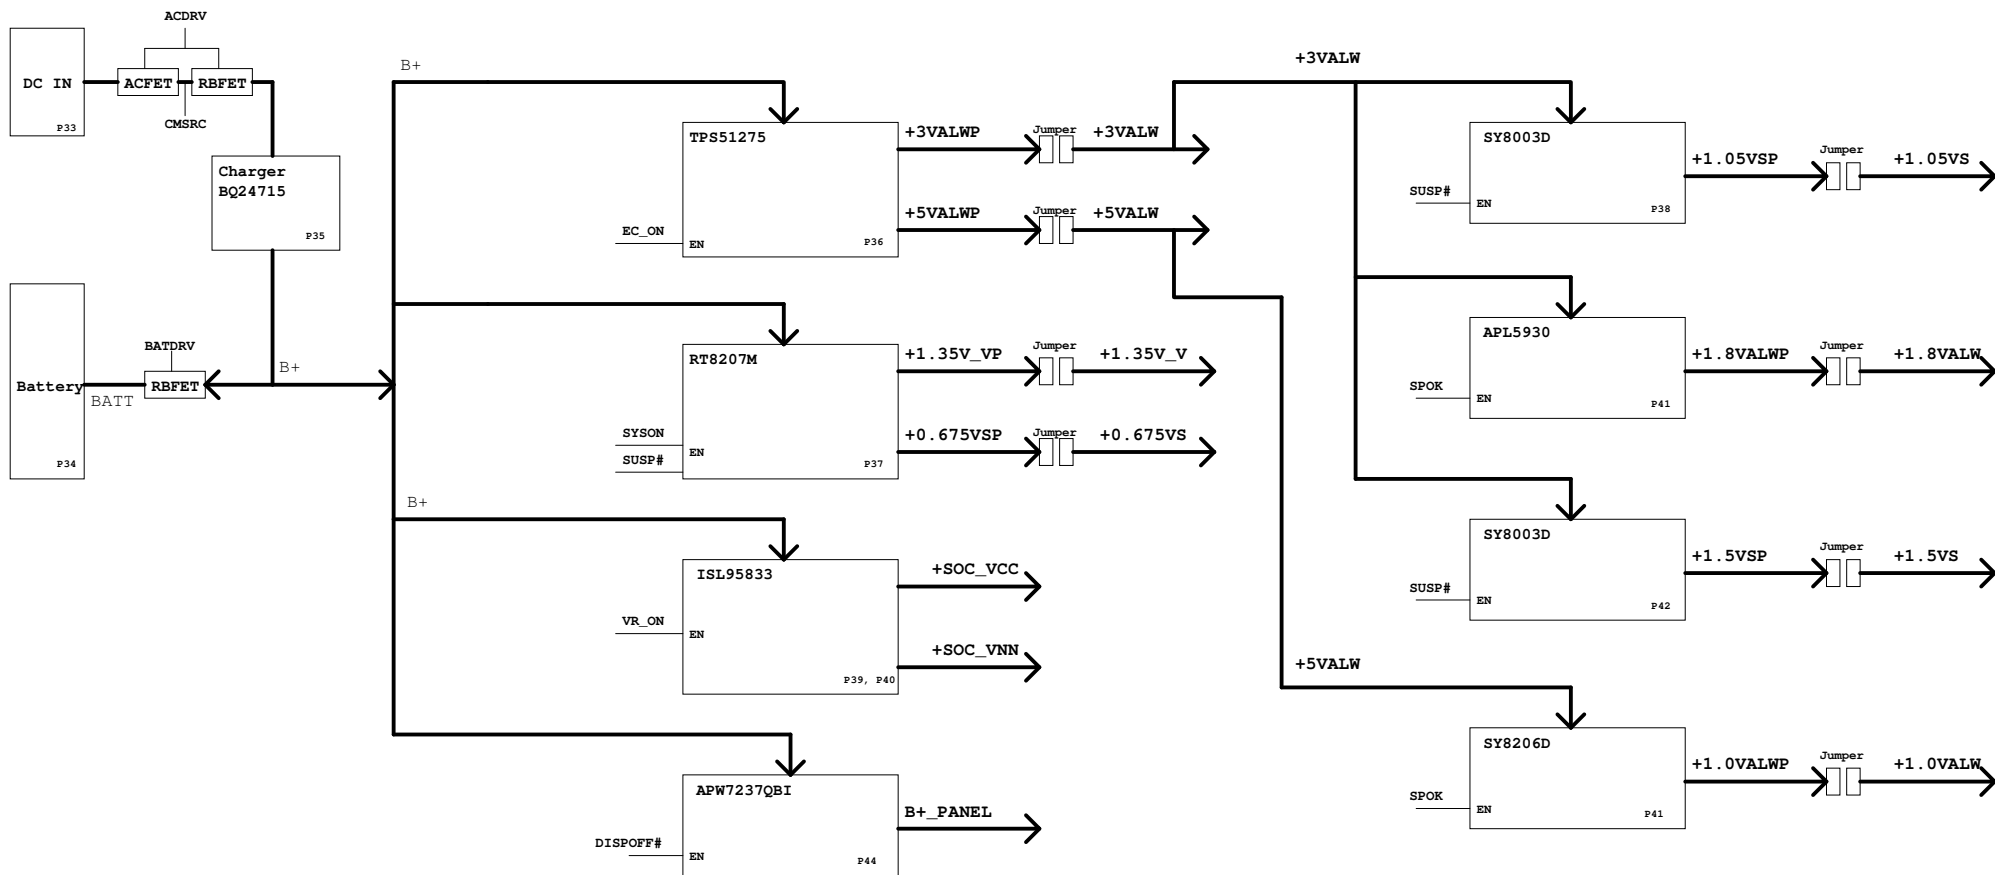 ACDRV
DC IN
ACFET
RBFET
P33
CMSRC
Charger
BQ24715
P35
Battery
BATT
BATDRV
RBFET
B+
P34
B+
TPS51275
EC_ON
EN
P36
+3VALWP
Jumper
+3VALW
+5VALWP
Jumper
+5VALW
RT8207M
SYSON
EN
SUSP#
P37
+1.35V_VP
Jumper
+1.35V_V
+0.675VSP
Jumper
+0.675VS
B+
ISL95833
VR_ON
EN
P39, P40
+SOC_VCC
+SOC_VNN
APW7237QBI
DISPOFF#
EN
P44
B+_PANEL
+3VALW
SY8003D
SUSP#
EN
P38
+1.05VSP
Jumper
+1.05VS
APL5930
SPOK
EN
P41
+1.8VALWP
Jumper
+1.8VALW
SY8003D
SUSP#
EN
P42
+1.5VSP
Jumper
+1.5VS
+5VALW
SY8206D
SPOK
EN
P41
+1.0VALWP
Jumper
+1.0VALW